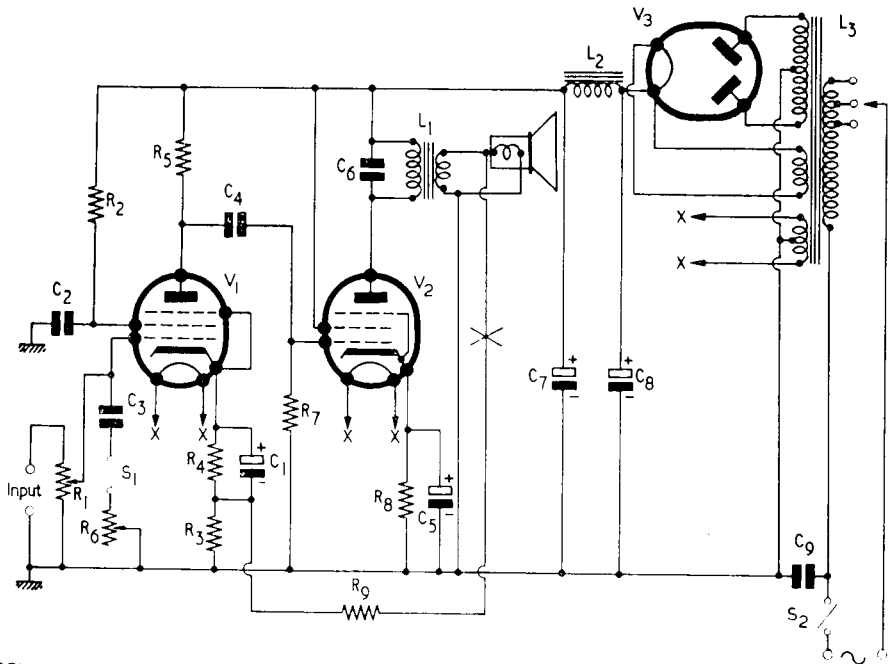 V3
L3
L2
L1
R5
C6
R2
C4
C2
V1
V2
C3
C7
C8
R7
X
X
X
X
X
X
Input
R1
S1
R4
C1
R8
C5
R6
R3
C9
R9
S2
+
−
+
−
+
−
+
−
~